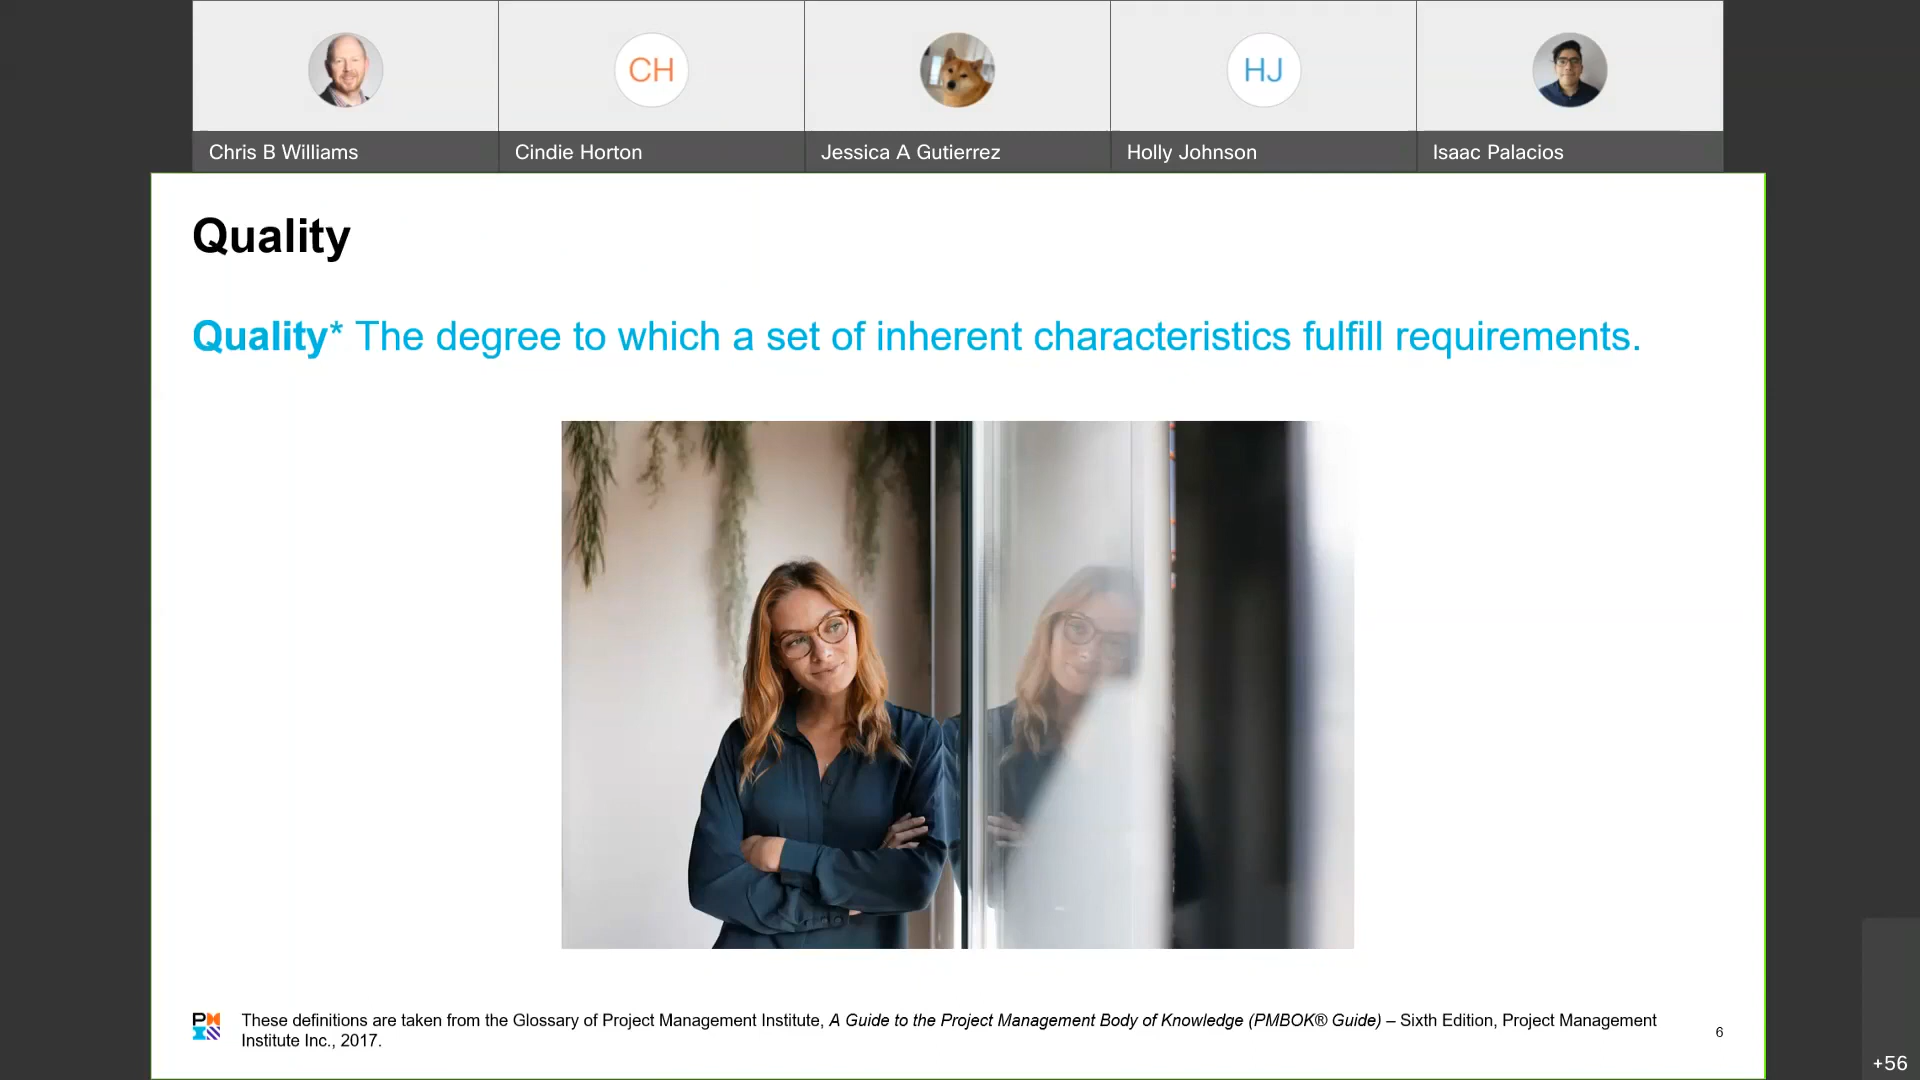 CH
HJ
Chris B Williams
Cindie Horton
Jessica A Gutierrez
Holly Johnson
Isaac Palacios
Quality
Quality* The degree to which a set of inherent characteristics fulfill requirements.
These definitions are taken from the Glossary of Project Management Institute, A Guide to the Project Management Body of Knowledge (PMBOK® Guide) – Sixth Edition, Project Management
Institute Inc., 2017.
6
+56